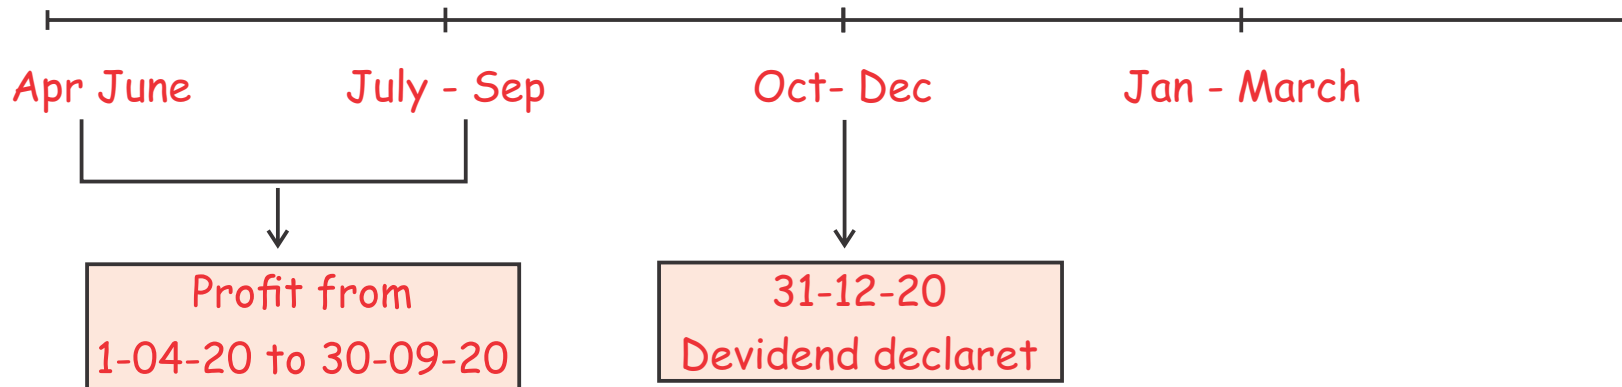 Apr June
July - Sep
Oct- Dec
Jan - March
Profit from
1-04-20 to 30-09-20
31-12-20
Devidend declaret